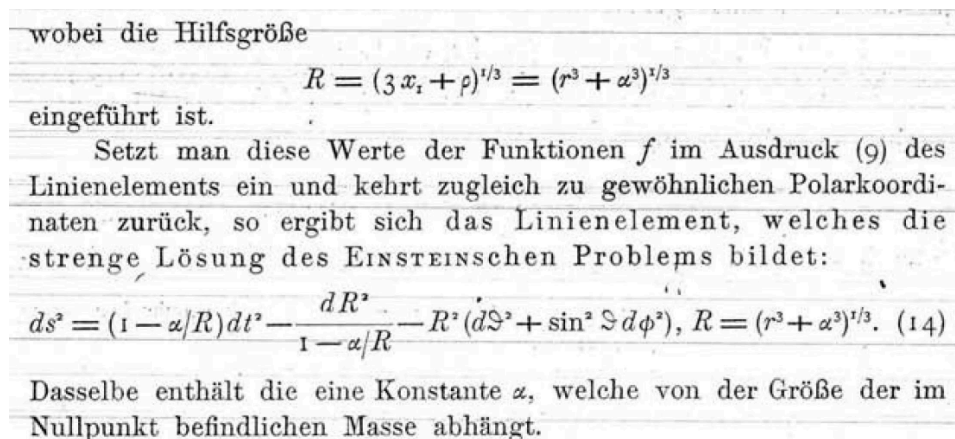 wobei die Hilfsgröße
R = (3 x₁ + ρ)^1/3 = (r³ + α³)^1/3
eingeführt ist.
Setzt man diese Werte der Funktionen f im Ausdruck (9) des
Linienelements ein und kehrt zugleich zu gewöhnlichen Polarkoordi-
naten zurück, so ergibt sich das Linienelement, welches die
strenge Lösung des EINSTEINschen Problems bildet:
ds² = (1 — α/R) dt² — dR²/(1 — α/R) — R² (dϑ² + sin² ϑ dϕ²), R = (r³ + α³)^1/3. (14)
Dasselbe enthält die eine Konstante α, welche von der Größe der im
Nullpunkt befindlichen Masse abhängt.